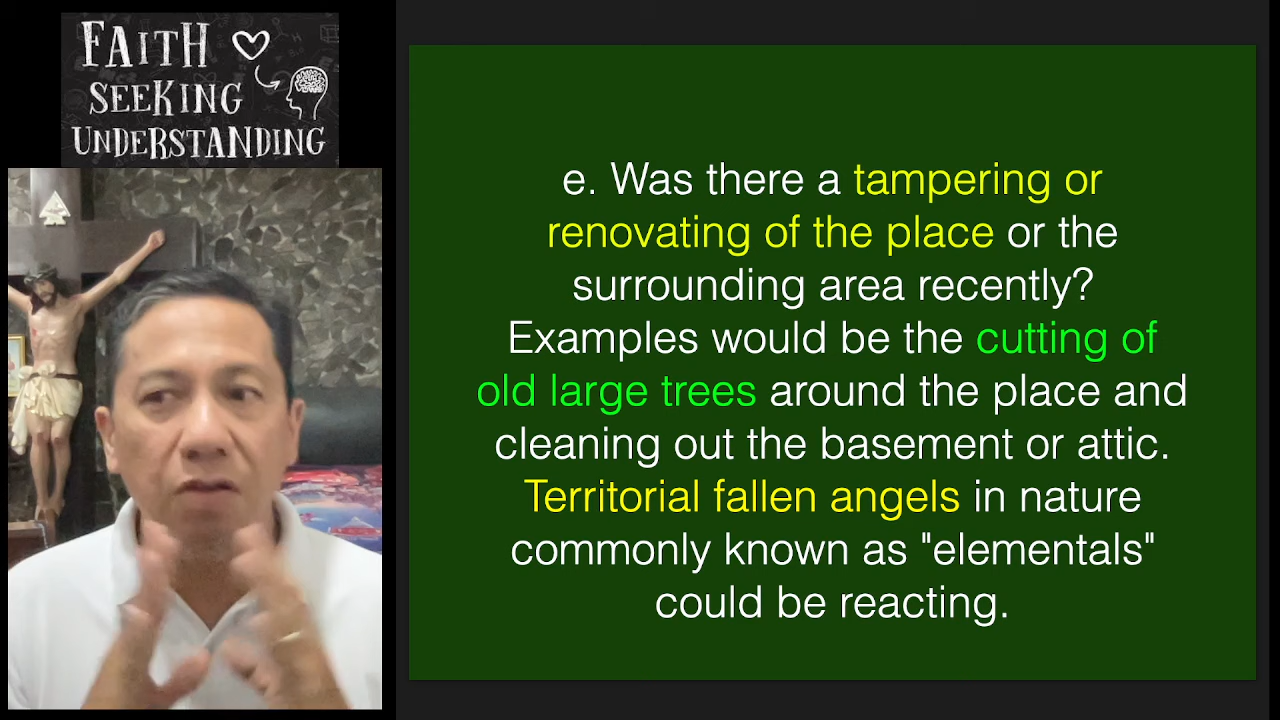 FAITH
SEEKING
UNDERSTANDING
e. Was there a tampering or
renovating of the place or the
surrounding area recently?
Examples would be the cutting of
old large trees around the place and
cleaning out the basement or attic.
Territorial fallen angels in nature
commonly known as "elementals"
could be reacting.